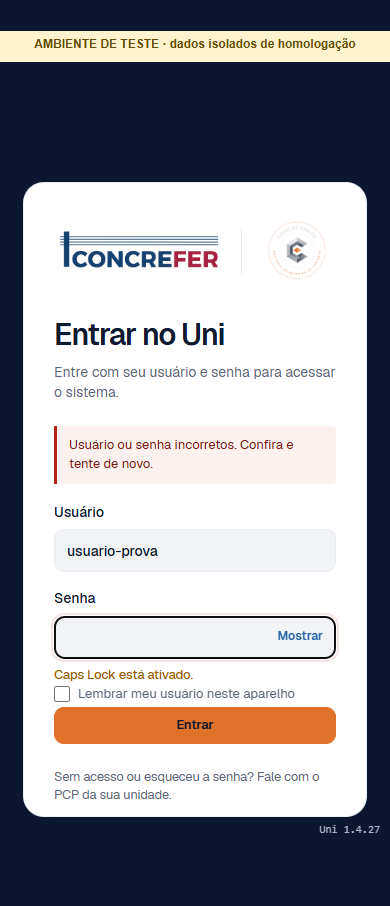 AMBIENTE DE TESTE · dados isolados de homologação
CONCREFER
Entrar no Uni
Entre com seu usuário e senha para acessar
o sistema.
Usuário ou senha incorretos. Confira e
tente de novo.
Usuário
usuario-prova
Senha
Mostrar
Caps Lock está ativado.
Lembrar meu usuário neste aparelho
Entrar
Sem acesso ou esqueceu a senha? Fale com o
PCP da sua unidade.
Uni 1.4.27